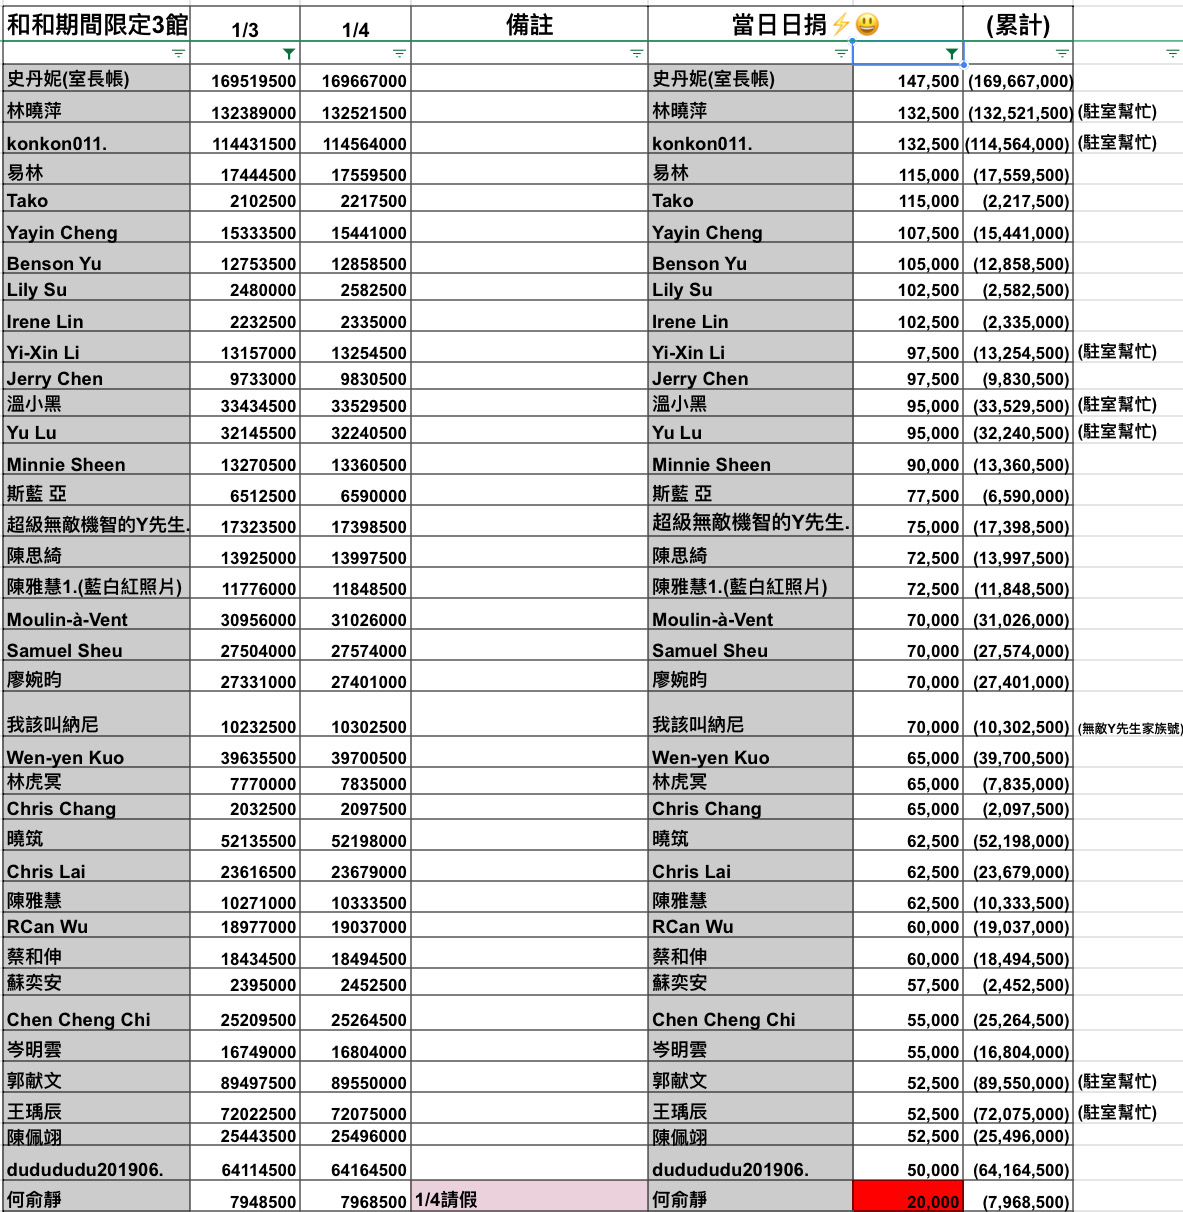 和和期間限定3館 1/3 1/4 備註 當日日捐⚡😃 (累計)
史丹妮(室長帳) 169519500 169667000 史丹妮(室長帳) 147,500 (169,667,000)
林曉萍 132389000 132521500 林曉萍 132,500 (132,521,500) (駐室幫忙)
konkon011. 114431500 114564000 konkon011. 132,500 (114,564,000) (駐室幫忙)
易林 17444500 17559500 易林 115,000 (17,559,500)
Tako 2102500 2217500 Tako 115,000 (2,217,500)
Yayin Cheng 15333500 15441000 Yayin Cheng 107,500 (15,441,000)
Benson Yu 12753500 12858500 Benson Yu 105,000 (12,858,500)
Lily Su 2480000 2582500 Lily Su 102,500 (2,582,500)
Irene Lin 2232500 2335000 Irene Lin 102,500 (2,335,000)
Yi-Xin Li 13157000 13254500 Yi-Xin Li 97,500 (13,254,500) (駐室幫忙)
Jerry Chen 9733000 9830500 Jerry Chen 97,500 (9,830,500)
溫小黑 33434500 33529500 溫小黑 95,000 (33,529,500) (駐室幫忙)
Yu Lu 32145500 32240500 Yu Lu 95,000 (32,240,500) (駐室幫忙)
Minnie Sheen 13270500 13360500 Minnie Sheen 90,000 (13,360,500)
斯藍 亞 6512500 6590000 斯藍 亞 77,500 (6,590,000)
超級無敵機智的Y先生. 17323500 17398500 超級無敵機智的Y先生. 75,000 (17,398,500)
陳思綺 13925000 13997500 陳思綺 72,500 (13,997,500)
陳雅慧1.(藍白紅照片) 11776000 11848500 陳雅慧1.(藍白紅照片) 72,500 (11,848,500)
Moulin-à-Vent 30956000 31026000 Moulin-à-Vent 70,000 (31,026,000)
Samuel Sheu 27504000 27574000 Samuel Sheu 70,000 (27,574,000)
廖婉昀 27331000 27401000 廖婉昀 70,000 (27,401,000)
我該叫納尼 10232500 10302500 我該叫納尼 70,000 (10,302,500) (無敵Y先生家族號)
Wen-yen Kuo 39635500 39700500 Wen-yen Kuo 65,000 (39,700,500)
林虎冥 7770000 7835000 林虎冥 65,000 (7,835,000)
Chris Chang 2032500 2097500 Chris Chang 65,000 (2,097,500)
曉筑 52135500 52198000 曉筑 62,500 (52,198,000)
Chris Lai 23616500 23679000 Chris Lai 62,500 (23,679,000)
陳雅慧 10271000 10333500 陳雅慧 62,500 (10,333,500)
RCan Wu 18977000 19037000 RCan Wu 60,000 (19,037,000)
蔡和伸 18434500 18494500 蔡和伸 60,000 (18,494,500)
蘇奕安 2395000 2452500 蘇奕安 57,500 (2,452,500)
Chen Cheng Chi 25209500 25264500 Chen Cheng Chi 55,000 (25,264,500)
岑明雲 16749000 16804000 岑明雲 55,000 (16,804,000)
郭献文 89497500 89550000 郭献文 52,500 (89,550,000) (駐室幫忙)
王瑀辰 72022500 72075000 王瑀辰 52,500 (72,075,000) (駐室幫忙)
陳佩翊 25443500 25496000 陳佩翊 52,500 (25,496,000)
dudududu201906. 64114500 64164500 dudududu201906. 50,000 (64,164,500)
何俞靜 7948500 7968500 1/4請假 何俞靜 20,000 (7,968,500)